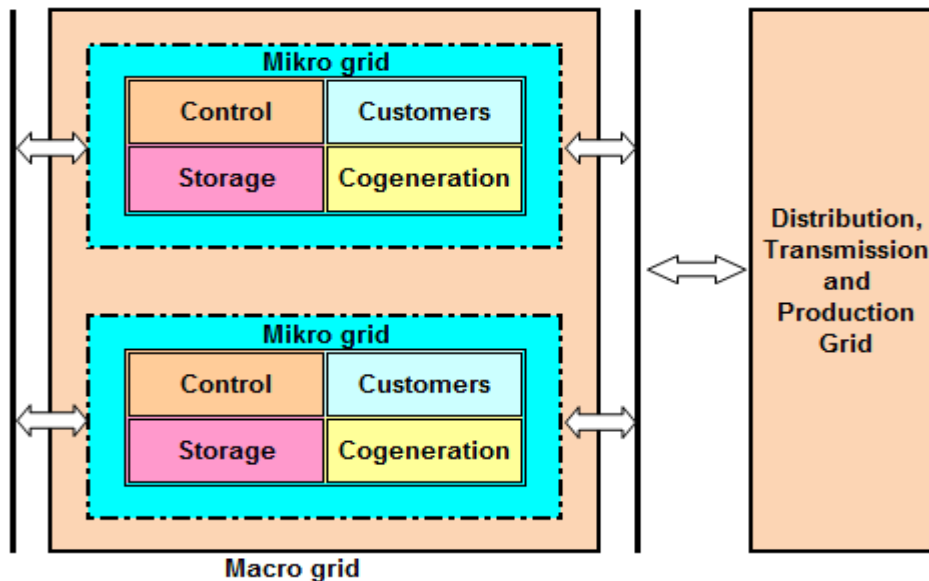 Mikro grid
Control
Customers
Storage
Cogeneration
Mikro grid
Control
Customers
Storage
Cogeneration
Macro grid
Distribution,
Transmission
and
Production
Grid